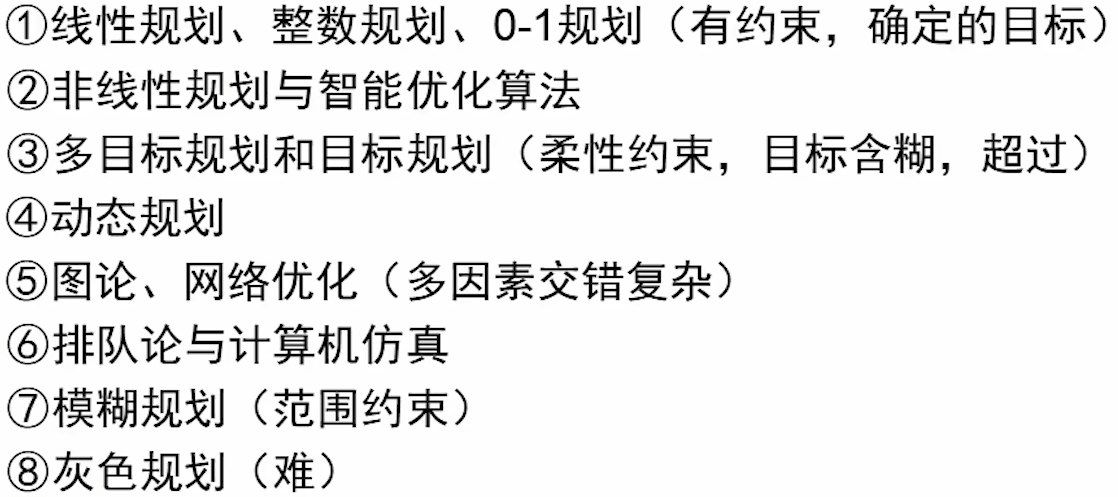 ①线性规划、整数规划、0-1规划（有约束，确定的目标）
②非线性规划与智能优化算法
③多目标规划和目标规划（柔性约束，目标含糊，超过）
④动态规划
⑤图论、网络优化（多因素交错复杂）
⑥排队论与计算机仿真
⑦模糊规划（范围约束）
⑧灰色规划（难）